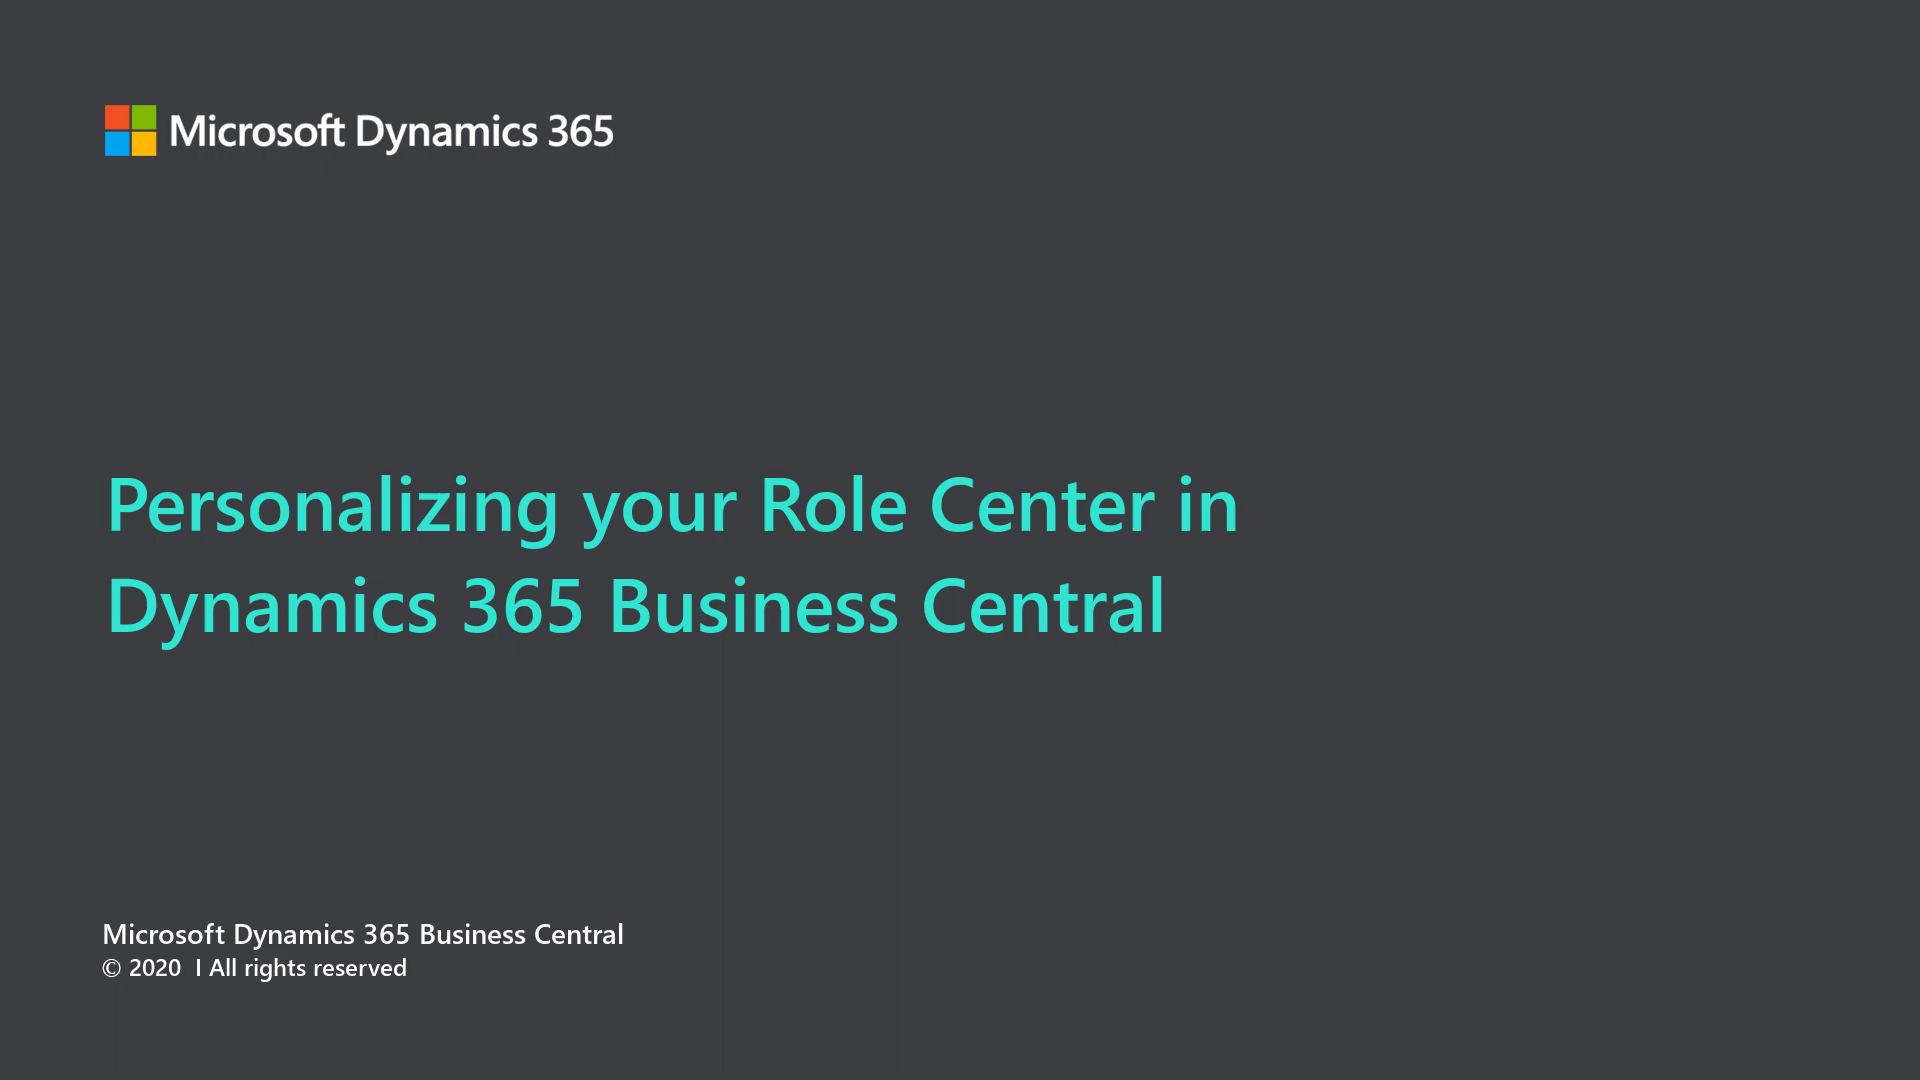 Microsoft Dynamics 365
Personalizing your Role Center in
Dynamics 365 Business Central
Microsoft Dynamics 365 Business Central
© 2020 I All rights reserved